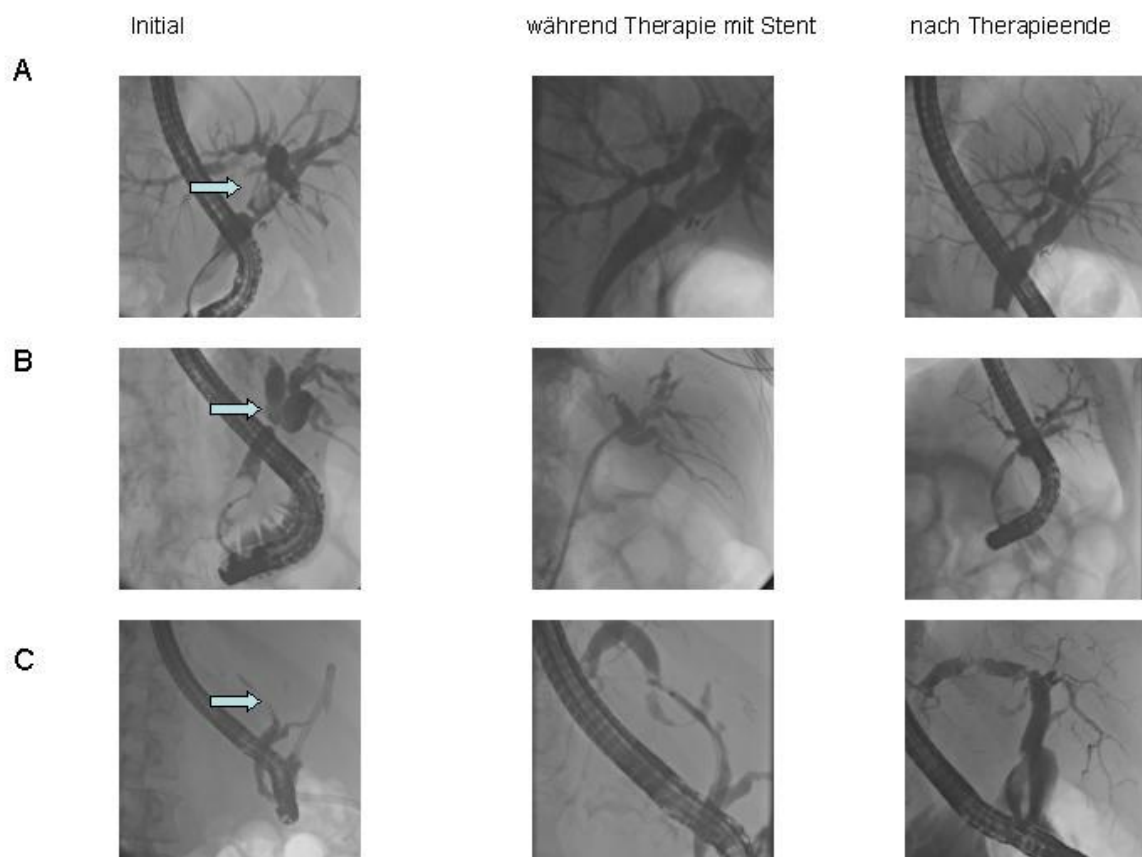 Initial
während Therapie mit Stent
nach Therapieende
A
B
C